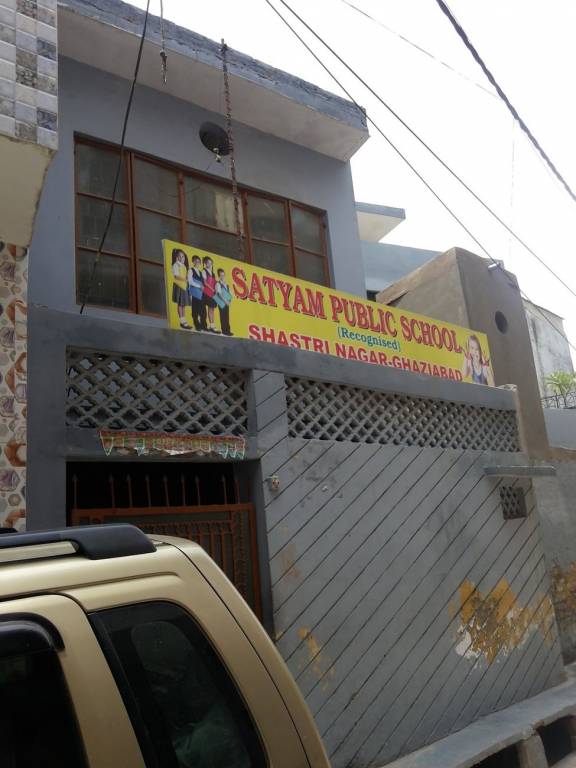 SATYAM PUBLIC SCHOOL
(Recognised)
SHASTRI NAGAR-GHAZIABAD